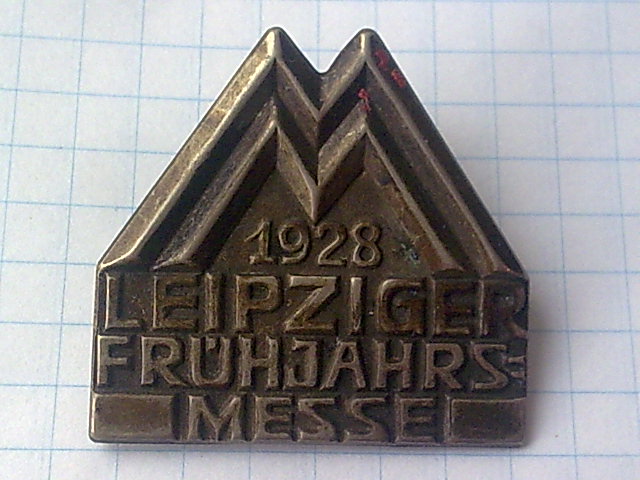 1928
LEIPZIGER
FRÜHJAHRS=
MESSE